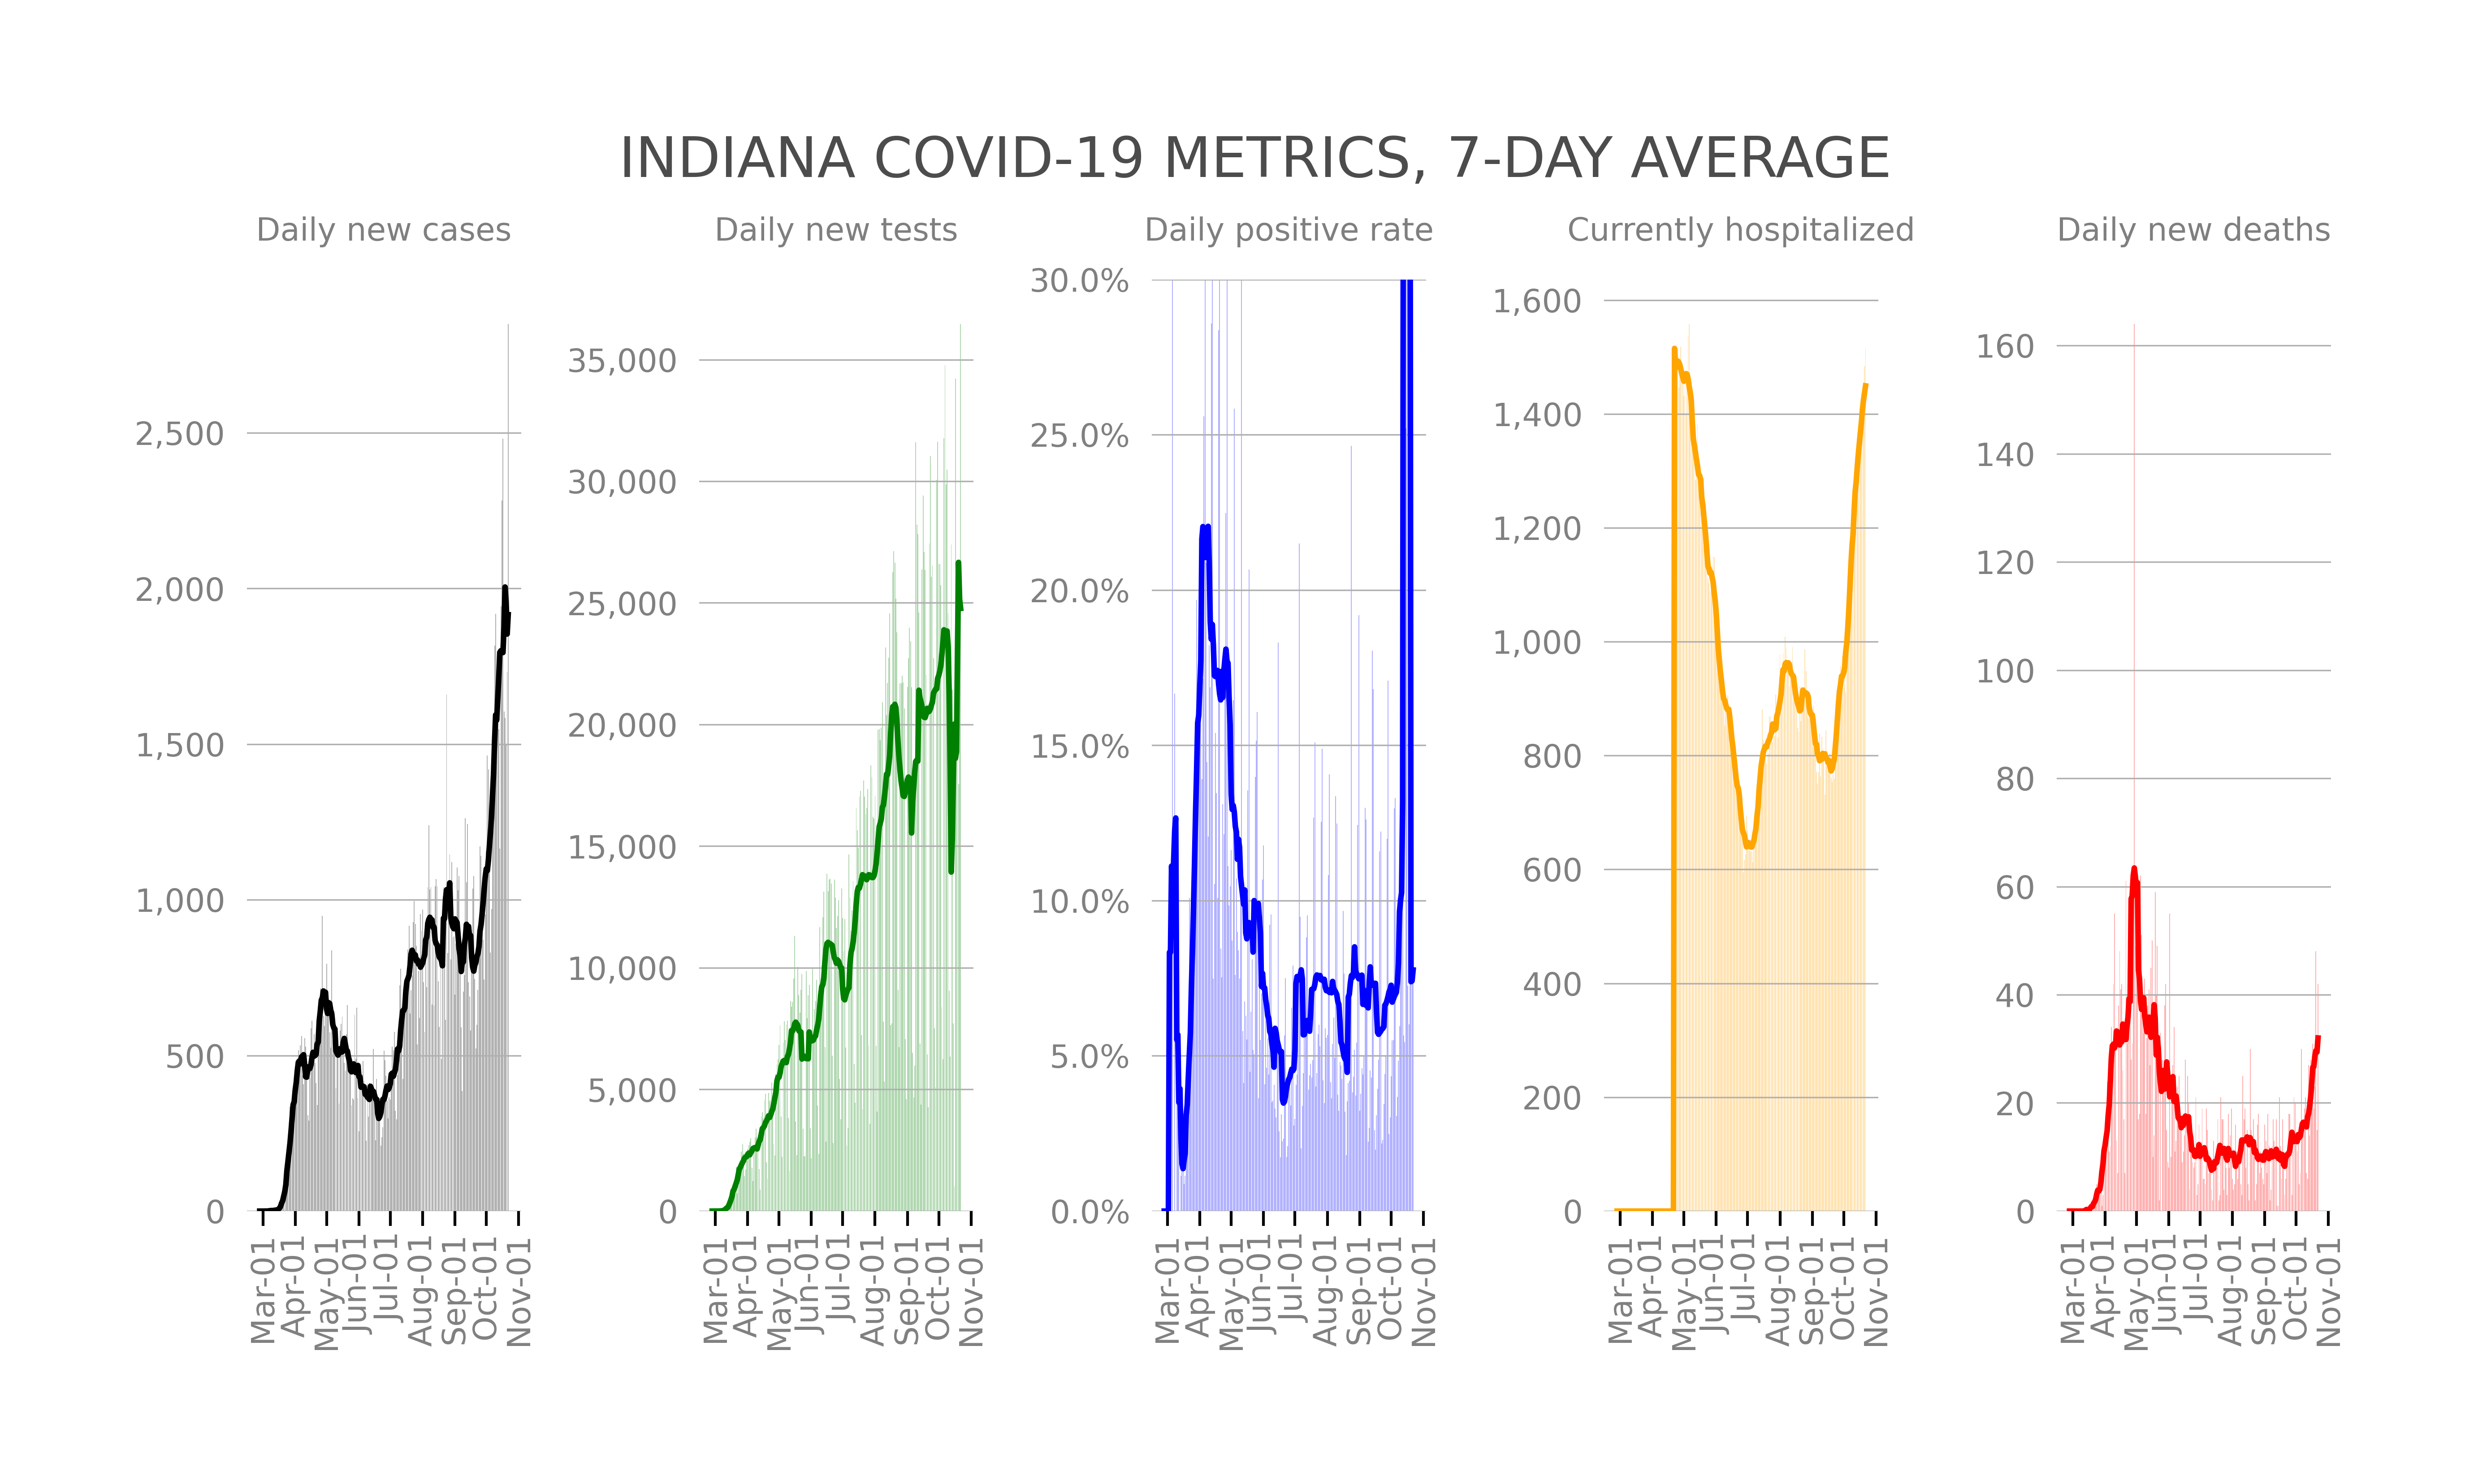 INDIANA COVID-19 METRICS, 7-DAY AVERAGE
Daily new cases
2,500
2,000
1,500
1,000
500
0
Mar-01
Apr-01
May-01
Jun-01
Jul-01
Aug-01
Sep-01
Oct-01
Nov-01
Daily new tests
35,000
30,000
25,000
20,000
15,000
10,000
5,000
0
Mar-01
Apr-01
May-01
Jun-01
Jul-01
Aug-01
Sep-01
Oct-01
Nov-01
Daily positive rate
30.0%
25.0%
20.0%
15.0%
10.0%
5.0%
0.0%
Mar-01
Apr-01
May-01
Jun-01
Jul-01
Aug-01
Sep-01
Oct-01
Nov-01
Currently hospitalized
1,600
1,400
1,200
1,000
800
600
400
200
0
Mar-01
Apr-01
May-01
Jun-01
Jul-01
Aug-01
Sep-01
Oct-01
Nov-01
Daily new deaths
160
140
120
100
80
60
40
20
0
Mar-01
Apr-01
May-01
Jun-01
Jul-01
Aug-01
Sep-01
Oct-01
Nov-01